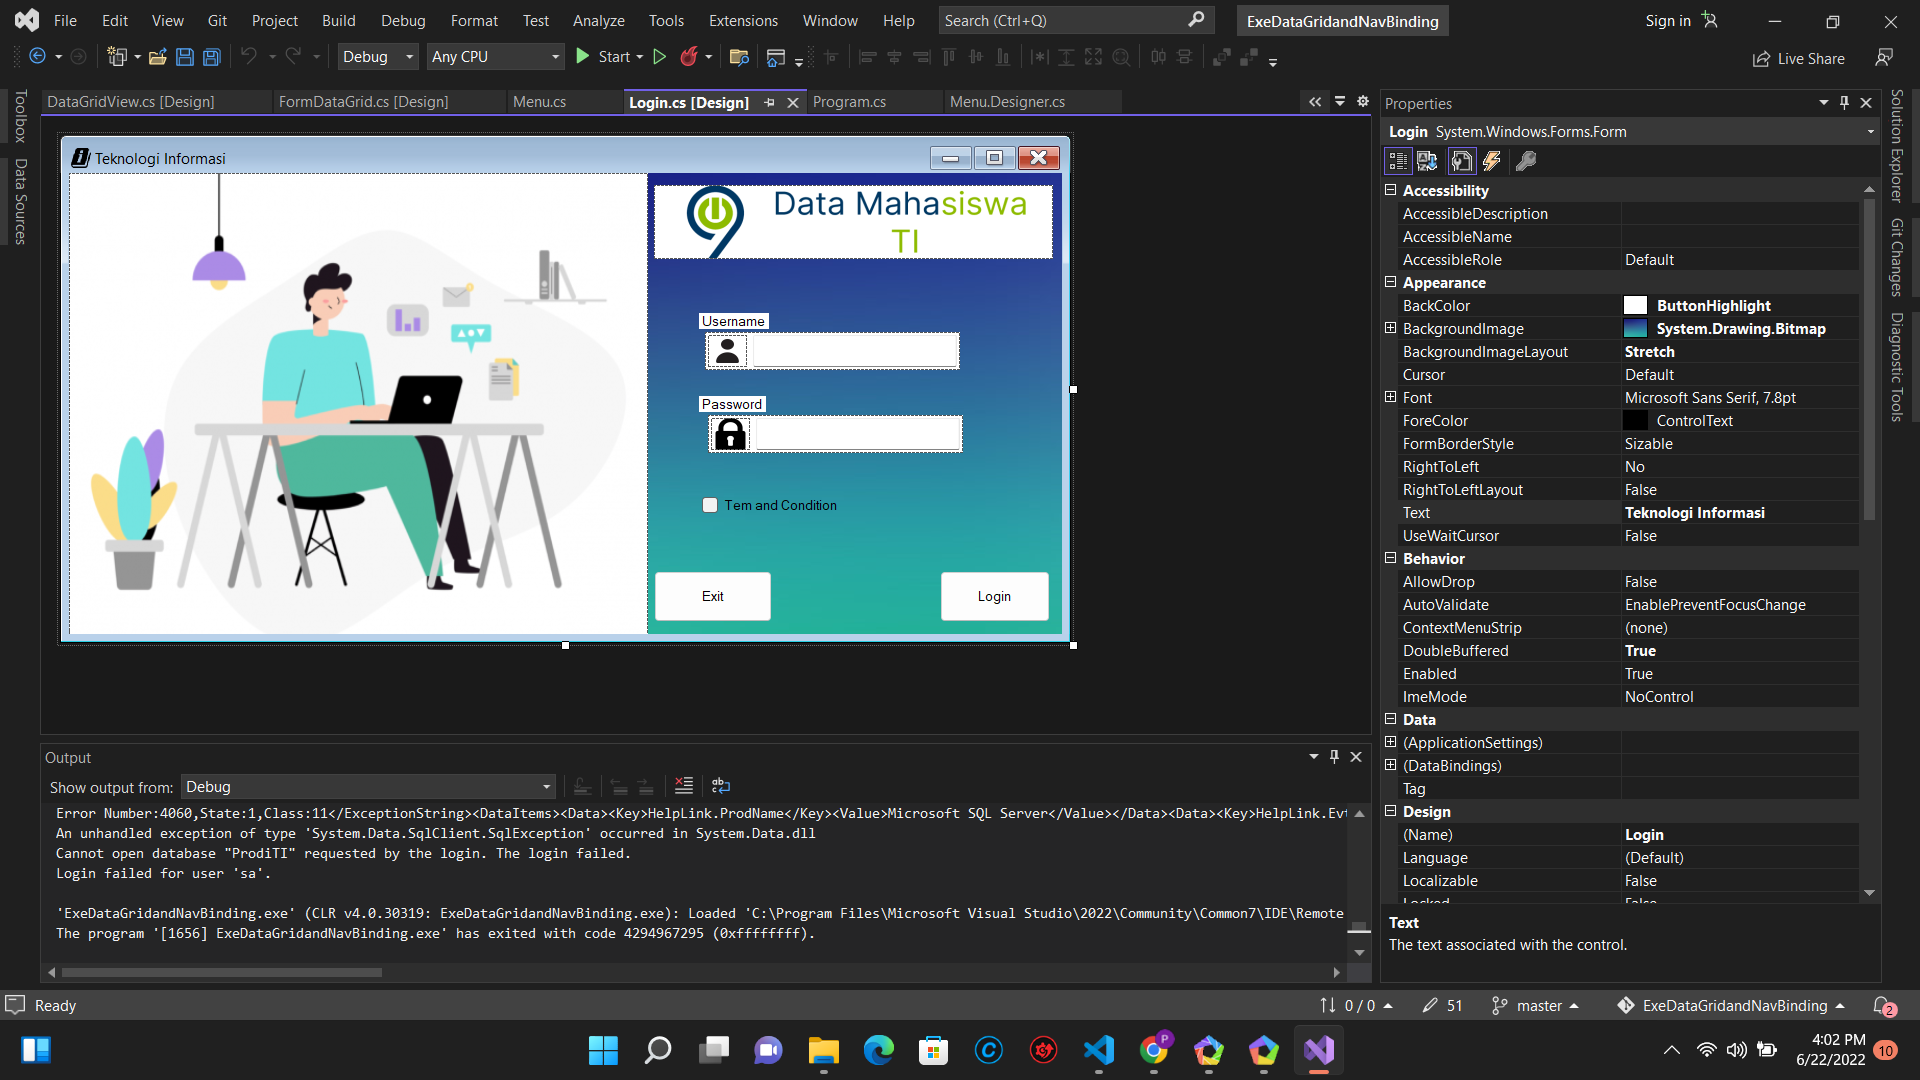 File Edit View Git Project Build Debug Format Test Analyze Tools Extensions Window Help Search (Ctrl+Q) ExeDataGridandNavBinding Sign in
Debug Any CPU Start Live Share
Toolbox
Data Sources
DataGridView.cs [Design] FormDataGrid.cs [Design] Menu.cs Login.cs [Design] Program.cs Menu.Designer.cs
Teknologi Informasi
Data Mahasiswa
TI
Username
Password
Tem and Condition
Exit Login
Output
Show output from: Debug
Error Number:4060,State:1,Class:11</ExceptionString><DataItems><Data><Key>HelpLink.ProdName</Key><Value>Microsoft SQL Server</Value></Data><Data><Key>HelpLink.Evt
An unhandled exception of type 'System.Data.SqlClient.SqlException' occurred in System.Data.dll
Cannot open database "ProdiTI" requested by the login. The login failed.
Login failed for user 'sa'.
'ExeDataGridandNavBinding.exe' (CLR v4.0.30319: ExeDataGridandNavBinding.exe): Loaded 'C:\Program Files\Microsoft Visual Studio\2022\Community\Common7\IDE\Remote
The program '[1656] ExeDataGridandNavBinding.exe' has exited with code 4294967295 (0xffffffff).
Properties
Login System.Windows.Forms.Form
Accessibility
AccessibleDescription
AccessibleName
AccessibleRole Default
Appearance
BackColor ButtonHighlight
BackgroundImage System.Drawing.Bitmap
BackgroundImageLayout Stretch
Cursor Default
Font Microsoft Sans Serif, 7.8pt
ForeColor ControlText
FormBorderStyle Sizable
RightToLeft No
RightToLeftLayout False
Text Teknologi Informasi
UseWaitCursor False
Behavior
AllowDrop False
AutoValidate EnablePreventFocusChange
ContextMenuStrip (none)
DoubleBuffered True
Enabled True
ImeMode NoControl
Data
(ApplicationSettings)
(DataBindings)
Tag
Design
(Name) Login
Language (Default)
Localizable False
Locked False
Text
The text associated with the control.
Solution Explorer
Git Changes
Diagnostic Tools
Ready 0 / 0 51 master ExeDataGridandNavBinding 2
P
4:02 PM
6/22/2022 10